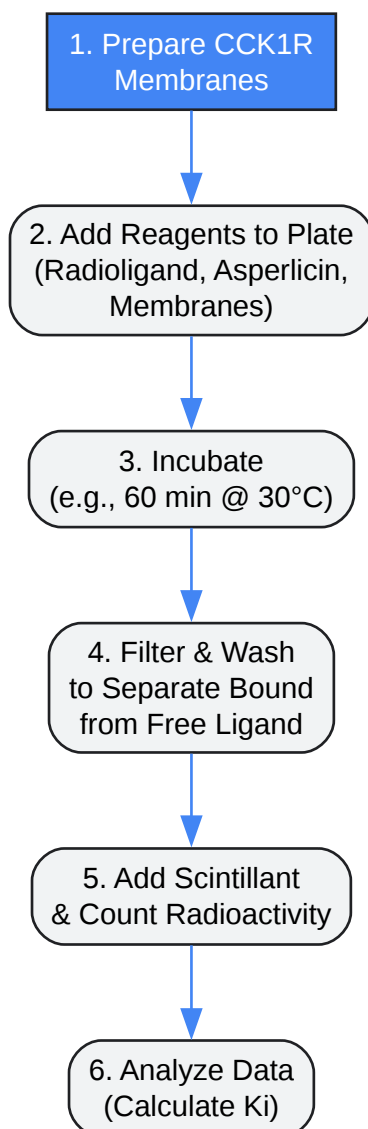 1. Prepare CCK1R
Membranes
2. Add Reagents to Plate
(Radioligand, Asperlicin,
Membranes)
3. Incubate
(e.g., 60 min @ 30°C)
4. Filter & Wash
to Separate Bound
from Free Ligand
5. Add Scintillant
& Count Radioactivity
6. Analyze Data
(Calculate Ki)